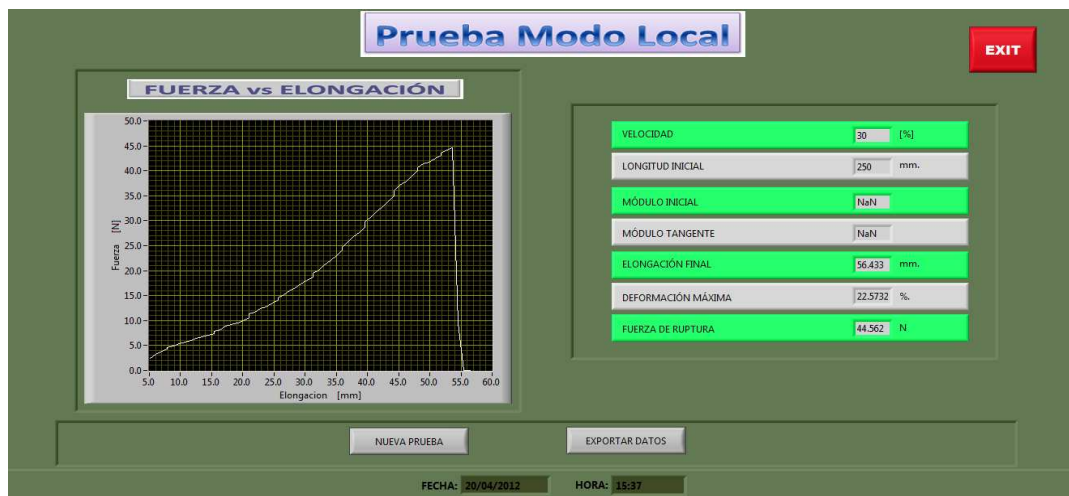 Prueba Modo Local
EXIT
FUERZA vs ELONGACIÓN
50.0
45.0
40.0
35.0
30.0
25.0
20.0
15.0
10.0
5.0
0.0
Fuerza [N]
5.0 10.0 15.0 20.0 25.0 30.0 35.0 40.0 45.0 50.0 55.0 60.0
Elongacion [mm]
VELOCIDAD 30 [%]
LONGITUD INICIAL 250 mm.
MÓDULO INICIAL NaN
MÓDULO TANGENTE NaN
ELONGACIÓN FINAL 56.433 mm.
DEFORMACIÓN MÁXIMA 22.5732 %.
FUERZA DE RUPTURA 44.562 N
NUEVA PRUEBA EXPORTAR DATOS
FECHA: 20/04/2012 HORA: 15:37